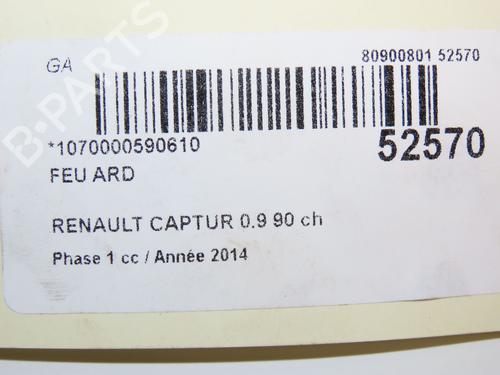 GA
80900801 52570
*1070000590610
52570
FEU ARD
RENAULT CAPTUR 0.9 90 ch
Phase 1 cc / Année 2014
B-PARTS